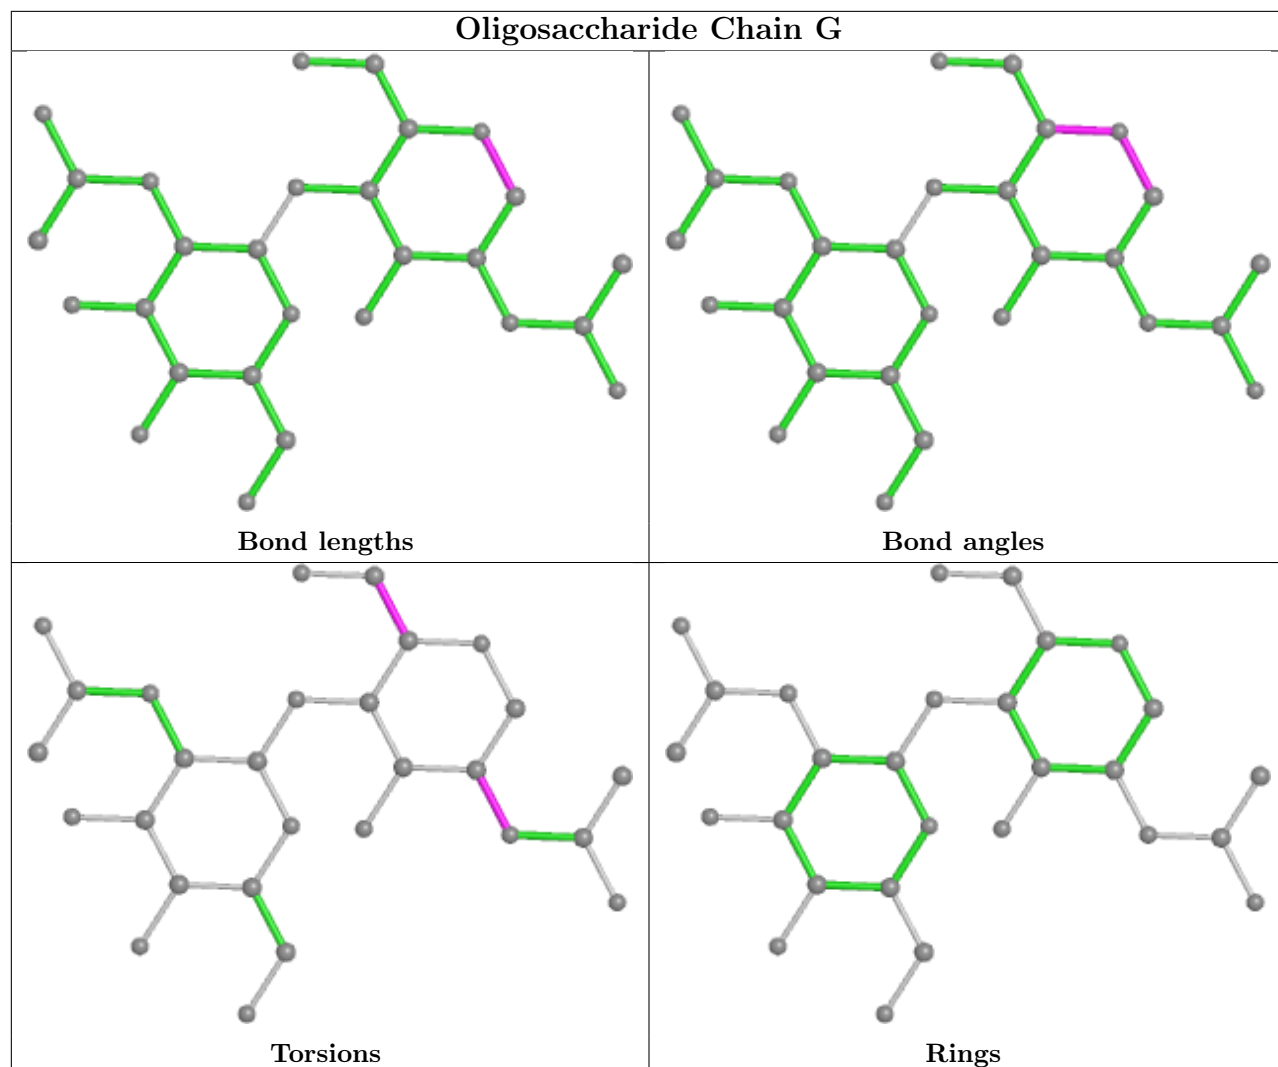 Oligosaccharide Chain G
Bond lengths
Bond angles
Torsions
Rings